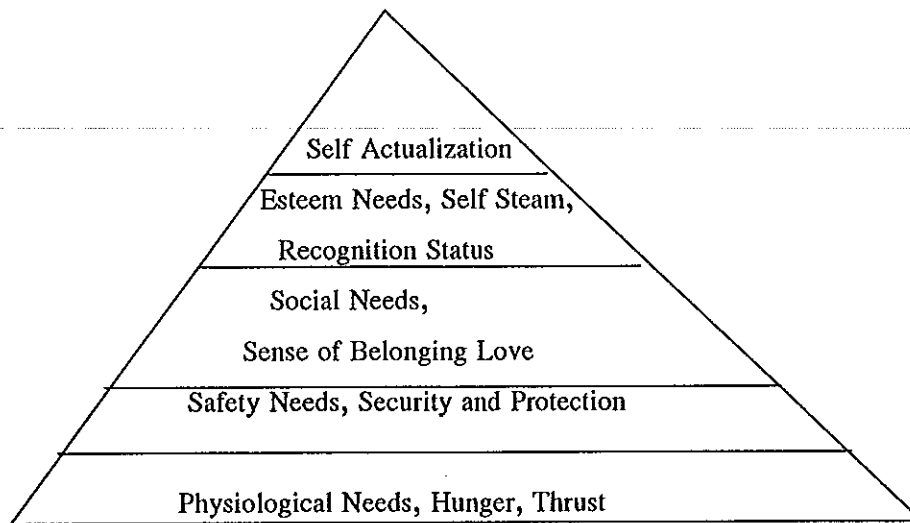 Self Actualization
Esteem Needs, Self Steam,
Recognition Status
Social Needs,
Sense of Belonging Love
Safety Needs, Security and Protection
Physiological Needs, Hunger, Thrust